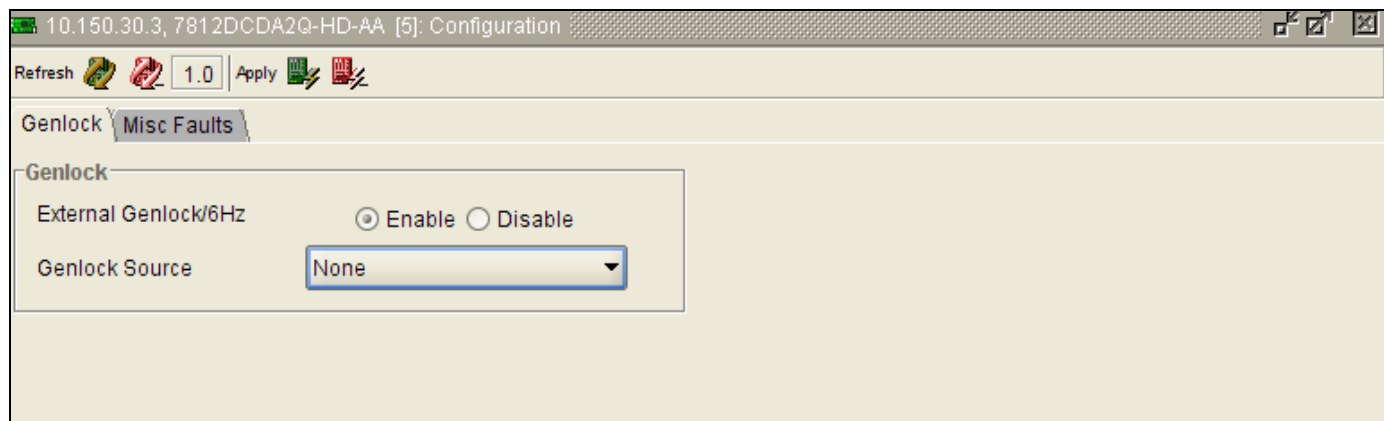 10.150.30.3, 7812DCDA2Q-HD-AA [5]: Configuration
Refresh 1.0 Apply
Genlock Misc Faults
Genlock
External Genlock/6Hz Enable Disable
Genlock Source None